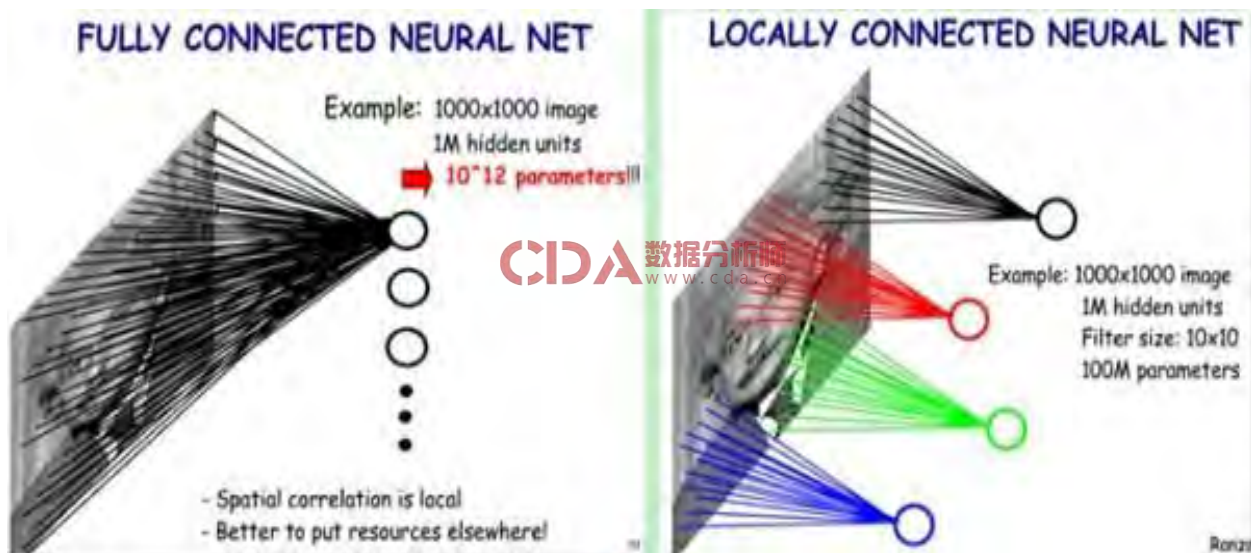 FULLY CONNECTED NEURAL NET
Example: 1000x1000 image
1M hidden units
10^12 parameters!!!
- Spatial correlation is local
- Better to put resources elsewhere!
LOCALLY CONNECTED NEURAL NET
Example: 1000x1000 image
1M hidden units
Filter size: 10x10
100M parameters
CDA 数据分析师
www.cda.cn